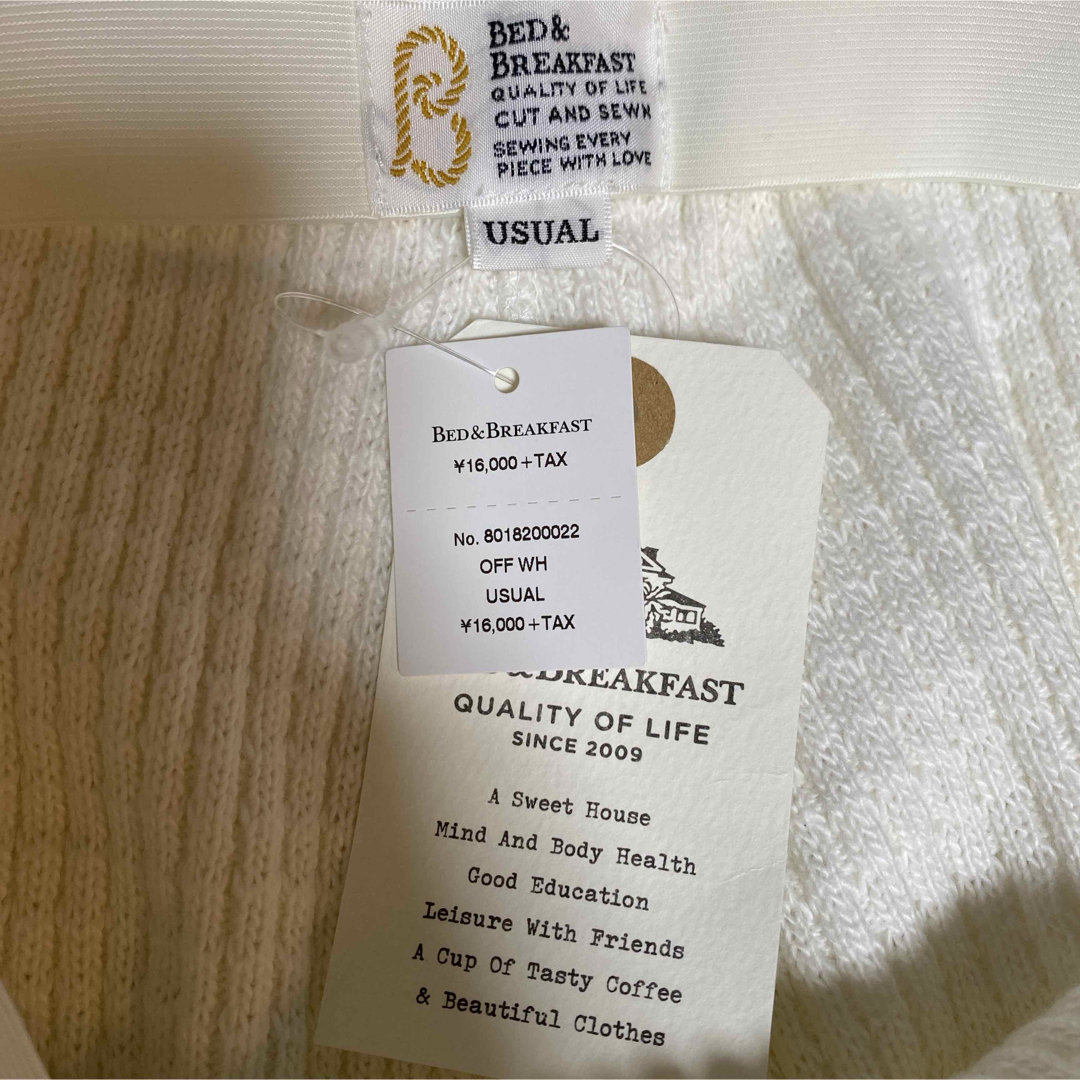 BED &
BREAKFAST
QUALITY OF LIFE
CUT AND SEWN
SEWING EVERY
PIECE WITH LOVE
USUAL
BED&BREAKFAST
¥16,000+TAX
No. 8018200022
OFF WH
USUAL
¥16,000+TAX
&BREAKFAST
QUALITY OF LIFE
SINCE 2009
A Sweet House
Mind And Body Health
Good Education
Leisure With Friends
A Cup Of Tasty Coffee
& Beautiful Clothes